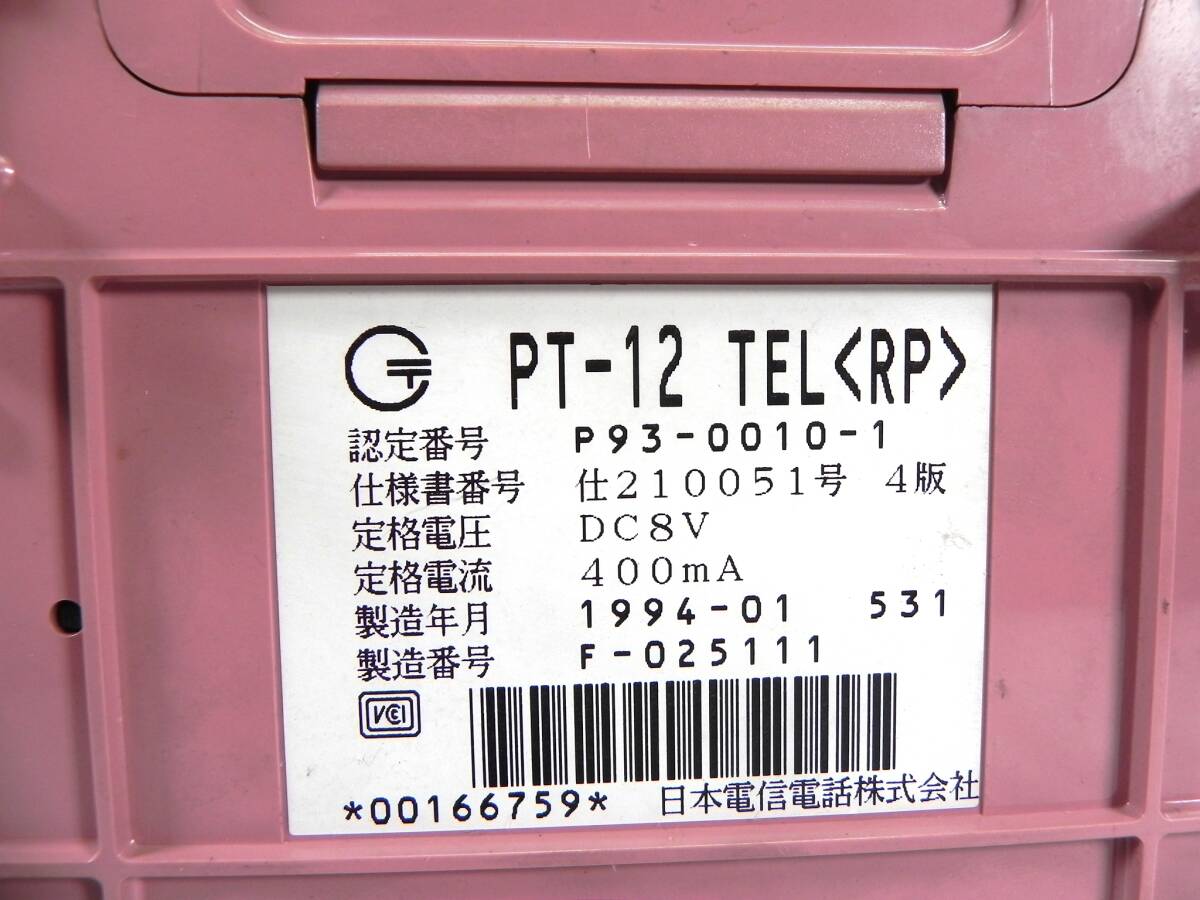 PT-12 TEL<RP>
認定番号 P93-0010-1
仕様書番号 仕210051号 4版
定格電圧 DC8V
定格電流 400mA
製造年月 1994-01 531
製造番号 F-025111
VCCI
*00166759* 日本電信電話株式会社